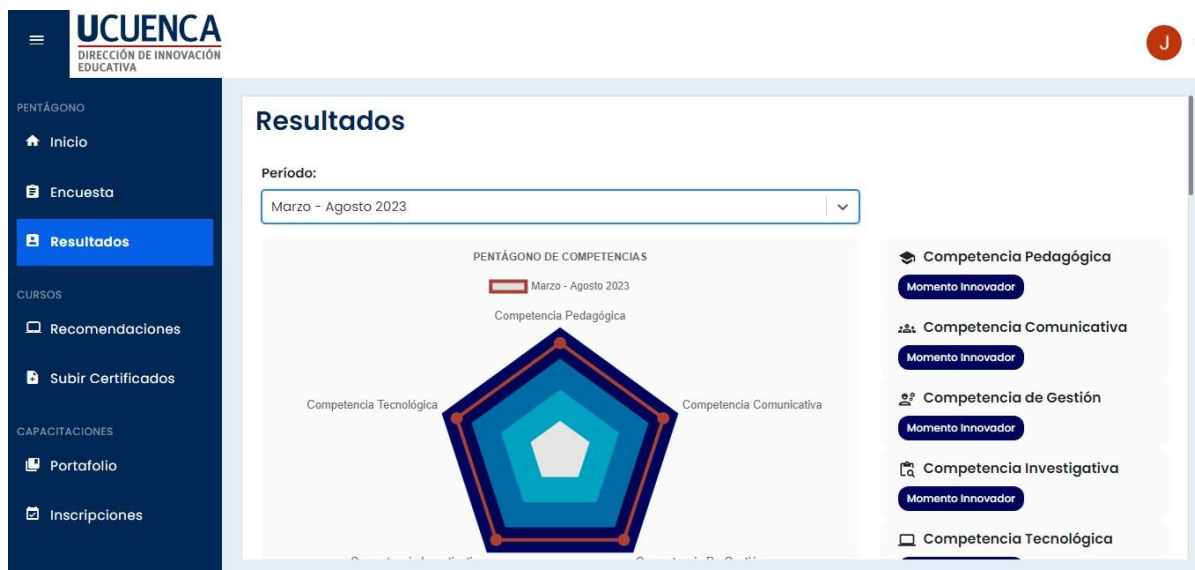 UCUENCA
DIRECCIÓN DE INNOVACIÓN
EDUCATIVA
J
PENTÁGONO
Inicio
Encuesta
Resultados
CURSOS
Recomendaciones
Subir Certificados
CAPACITACIONES
Portafolio
Inscripciones
Resultados
Período:
Marzo - Agosto 2023
PENTÁGONO DE COMPETENCIAS
Marzo - Agosto 2023
Competencia Pedagógica
Competencia Tecnológica
Competencia Comunicativa
Competencia Pedagógica
Momento Innovador
Competencia Comunicativa
Momento Innovador
Competencia de Gestión
Momento Innovador
Competencia Investigativa
Momento Innovador
Competencia Tecnológica